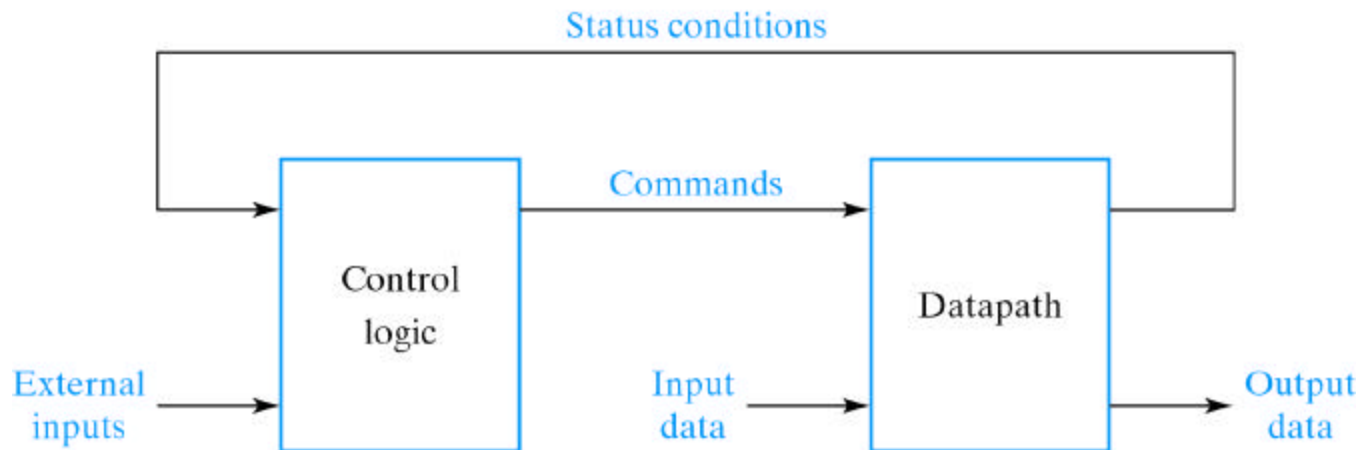 Status conditions
Commands
Control
logic
Datapath
External
inputs
Input
data
Output
data